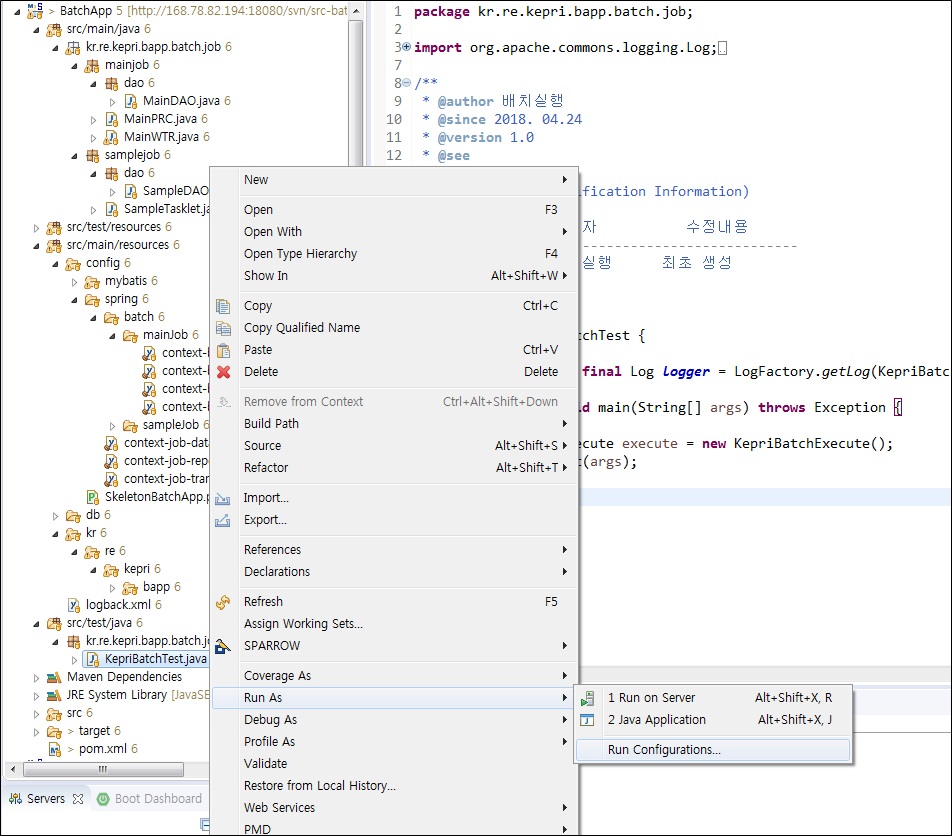 BatchApp 5 [http://168.78.82.194:18080/svn/src-bat
src/main/java 6
kr.re.kepri.bapp.batch.job 6
mainjob 6
dao 6
MainDAO.java 6
MainPRC.java 6
MainWTR.java 6
samplejob 6
dao 6
SampleDAO
SampleTasklet.ja
src/test/resources 6
src/main/resources 6
config 6
mybatis 6
spring 6
batch 6
mainJob 6
context-
context-
context-
context-
sampleJob 6
context-job-dat
context-job-rep
context-job-tran
SkeletonBatchApp.p
db 6
kr 6
re 6
kepri 6
bapp 6
logback.xml 6
src/test/java 6
kr.re.kepri.bapp.batch.jo
KepriBatchTest.java
Maven Dependencies
JRE System Library [JavaSE
src 6
> target 6
> pom.xml 6
Servers
Boot Dashboard
1 package kr.re.kepri.bapp.batch.job;
2
3 import org.apache.commons.logging.Log;
7
8 /**
9 * @author 배치실행
10 * @since 2018. 04.24
11 * @version 1.0
12 * @see
ification Information)
자 수정내용
------------------------
실행 최초 생성
tchTest {
final Log logger = LogFactory.getLog(KepriBatc
d main(String[] args) throws Exception {
ecute execute = new KepriBatchExecute();
t(args);
New
Open F3
Open With
Open Type Hierarchy F4
Show In Alt+Shift+W
Copy Ctrl+C
Copy Qualified Name
Paste Ctrl+V
Delete Delete
Remove from Context Ctrl+Alt+Shift+Down
Build Path
Source Alt+Shift+S
Refactor Alt+Shift+T
Import...
Export...
References
Declarations
Refresh F5
Assign Working Sets...
SPARROW
Coverage As
Run As
Debug As
Profile As
Validate
Restore from Local History...
Web Services
PMD
1 Run on Server Alt+Shift+X, R
2 Java Application Alt+Shift+X, J
Run Configurations...